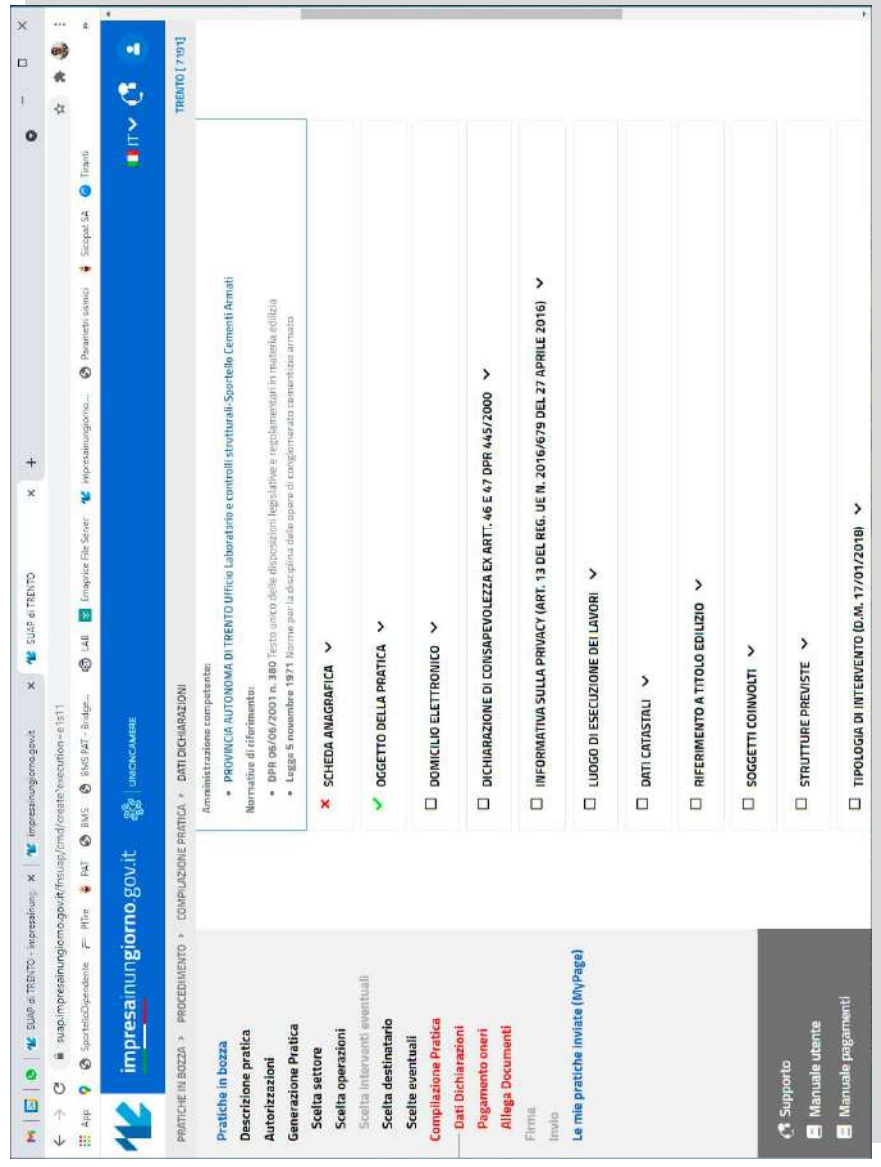 SUAP di TRENTO - impresainung
impresainungiorno.gov.it
SUAP di TRENTO
suap.impresainungiorno.gov.it/fnsuap/cmd/create?execution=e1s11
App
SportelloDipendente
PITre
PAT
BMS
BMS PAT - Bridge...
LAB
Emaprice File Server
impresainungiorno....
Parametri sismici
Sicopat SA
Tiranti
impresainungiorno.gov.it
UNIONCAMERE
IT
PRATICHE IN BOZZA > PROCEDIMENTO > COMPILAZIONE PRATICA > DATI DICHIARAZIONI
TRENTO [7191]
Pratiche in bozza
Descrizione pratica
Autorizzazioni
Generazione Pratica
Scelta settore
Scelta operazioni
Scelta interventi eventuali
Scelta destinatario
Scelte eventuali
Compilazione Pratica
Dati Dichiarazioni
Pagamento oneri
Allega Documenti
Firma
Invio
Le mie pratiche inviate (MyPage)
Supporto
Manuale utente
Manuale pagamenti
Amministrazione competente:
• PROVINCIA AUTONOMA DI TRENTO Ufficio Laboratorio e controlli strutturali-Sportello Cementi Armati
Normative di riferimento:
• DPR 06/06/2001 n. 380 Testo unico delle disposizioni legislative e regolamentari in materia edilizia
• Legge 5 novembre 1971 Norme per la disciplina delle opere di conglomerato cementizio armato
SCHEDA ANAGRAFICA
OGGETTO DELLA PRATICA
DOMICILIO ELETTRONICO
DICHIARAZIONE DI CONSAPEVOLEZZA EX ARTT. 46 E 47 DPR 445/2000
INFORMATIVA SULLA PRIVACY (ART. 13 DEL REG. UE N. 2016/679 DEL 27 APRILE 2016)
LUOGO DI ESECUZIONE DEI LAVORI
DATI CATASTALI
RIFERIMENTO A TITOLO EDILIZIO
SOGGETTI COINVOLTI
STRUTTURE PREVISTE
TIPOLOGIA DI INTERVENTO (D.M. 17/01/2018)